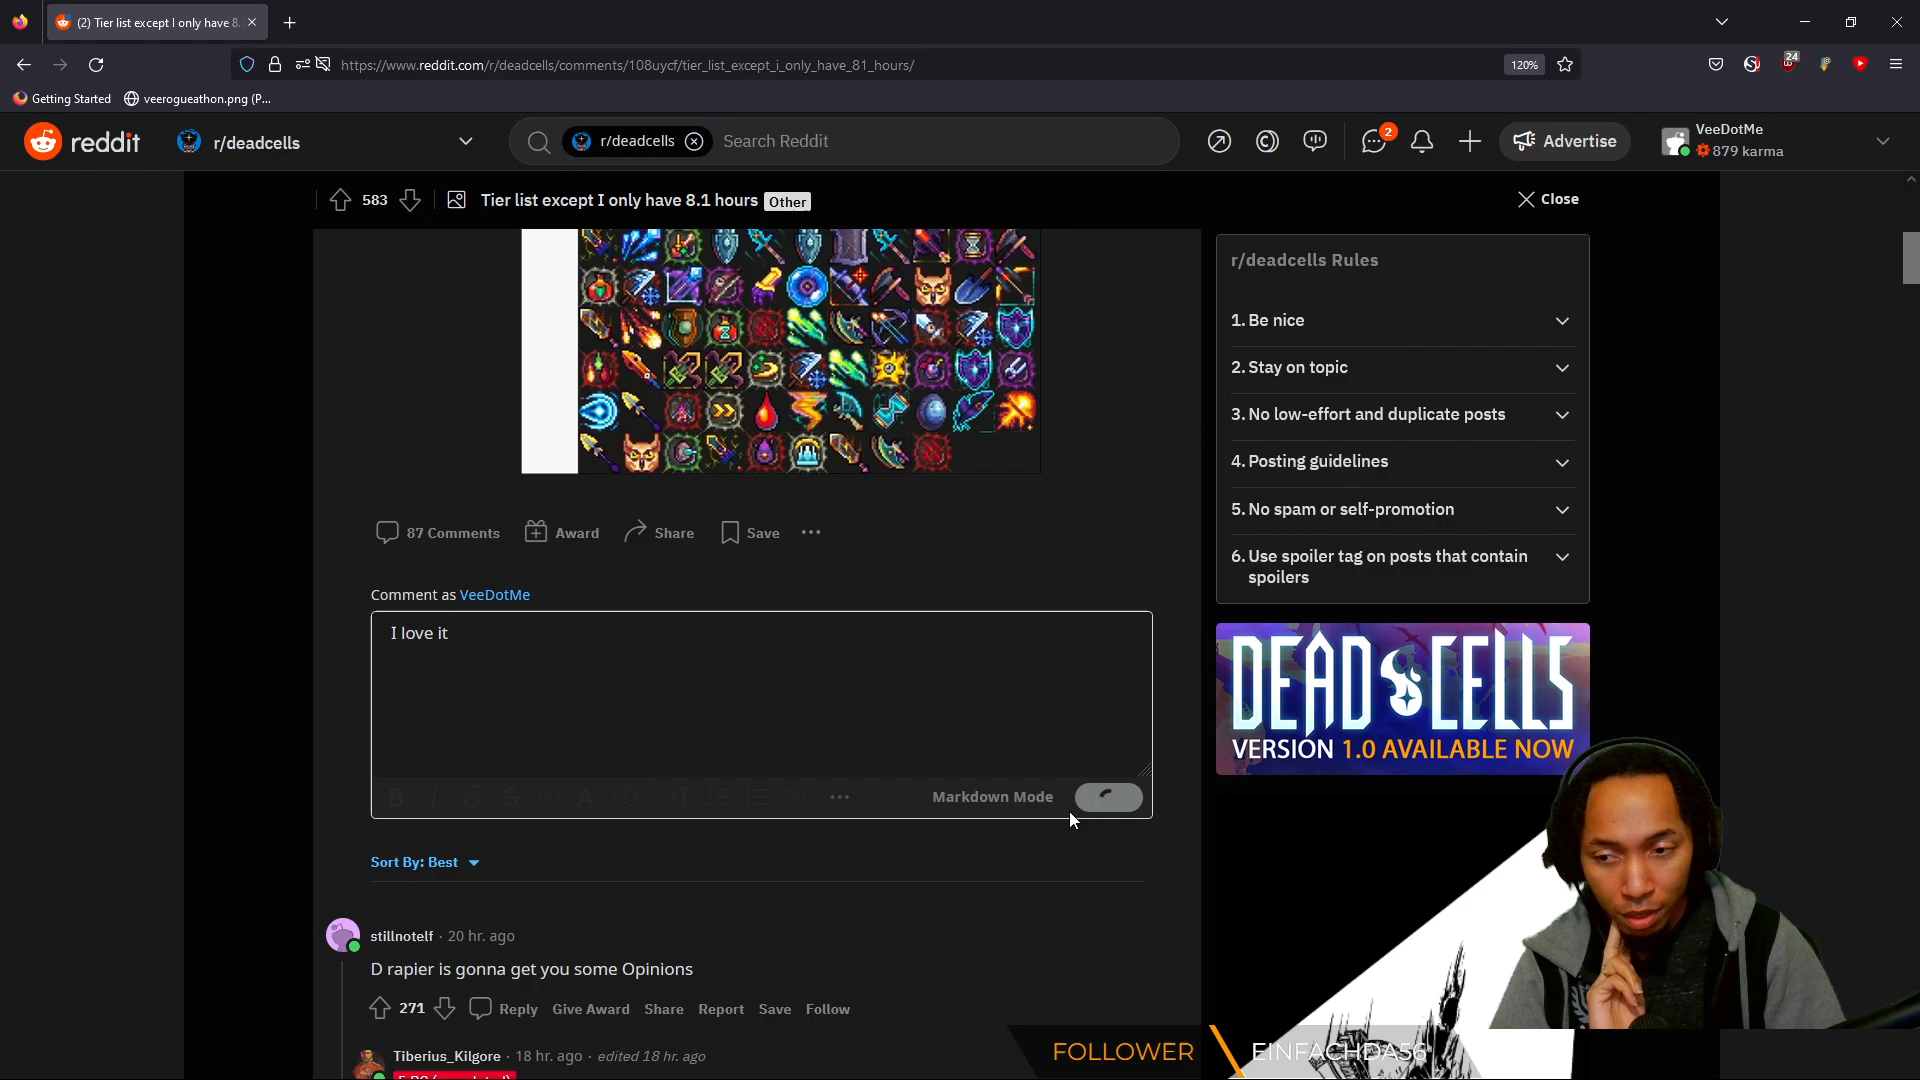 (2) Tier list except I only have 8.
https://www.reddit.com/r/deadcells/comments/108uycf/tier_list_except_i_only_have_81_hours/
120%
24
Getting Started
veerogueathon.png (P...
reddit
r/deadcells
r/deadcells
Search Reddit
2
Advertise
VeeDotMe
879 karma
583
Tier list except I only have 8.1 hours
Other
Close
r/deadcells Rules
1. Be nice
2. Stay on topic
3. No low-effort and duplicate posts
4. Posting guidelines
5. No spam or self-promotion
6. Use spoiler tag on posts that contain
spoilers
87 Comments
Award
Share
Save
Comment as VeeDotMe
I love it
Markdown Mode
DEAD CELLS
VERSION 1.0 AVAILABLE NOW
Sort By: Best
stillnotelf · 20 hr. ago
D rapier is gonna get you some Opinions
271
Reply
Give Award
Share
Report
Save
Follow
Tiberius_Kilgore · 18 hr. ago · edited 18 hr. ago
FOLLOWER
EINFACHDA56